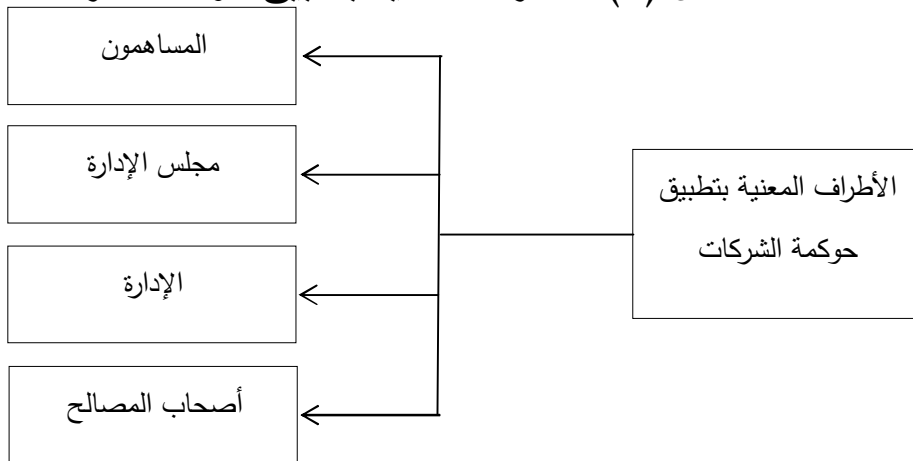 المساهمون
مجلس الإدارة
الأطراف المعنية بتطبيق
حوكمة الشركات
الإدارة
أصحاب المصالح